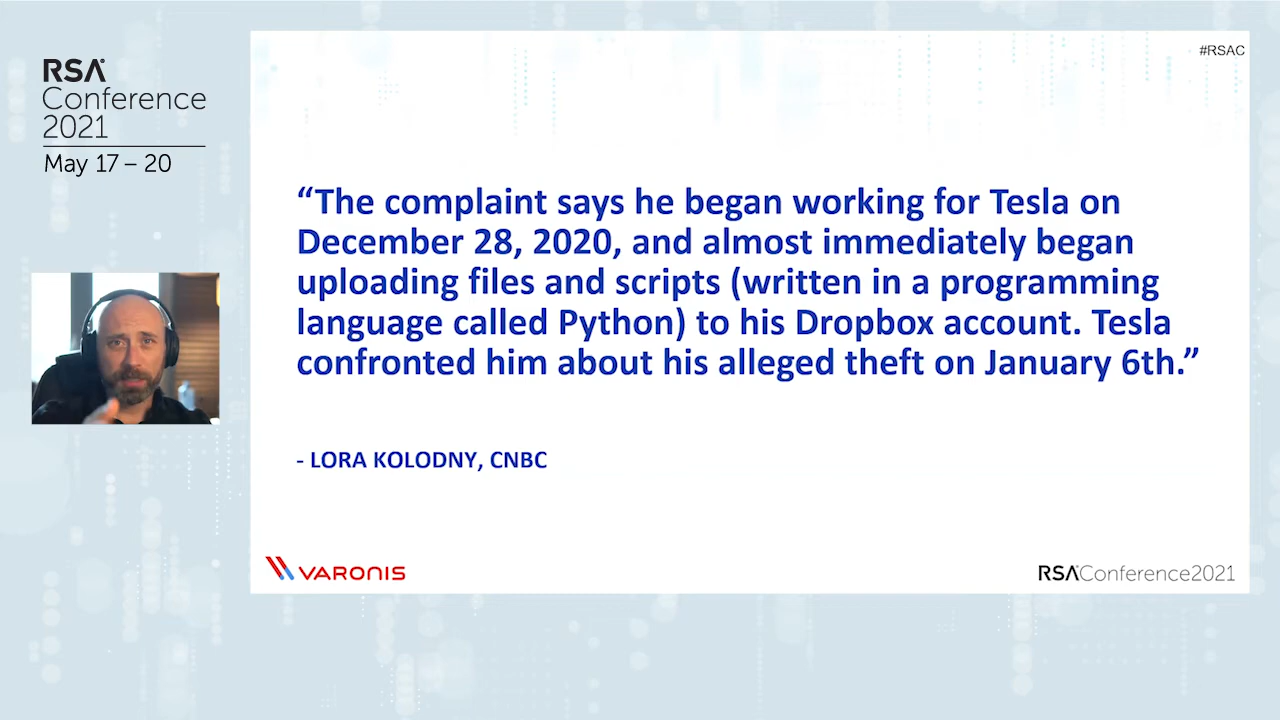 RSA
Conference
2021
May 17 – 20
#RSAC
“The complaint says he began working for Tesla on
December 28, 2020, and almost immediately began
uploading files and scripts (written in a programming
language called Python) to his Dropbox account. Tesla
confronted him about his alleged theft on January 6th.”
- LORA KOLODNY, CNBC
VARONIS
RSAConference2021